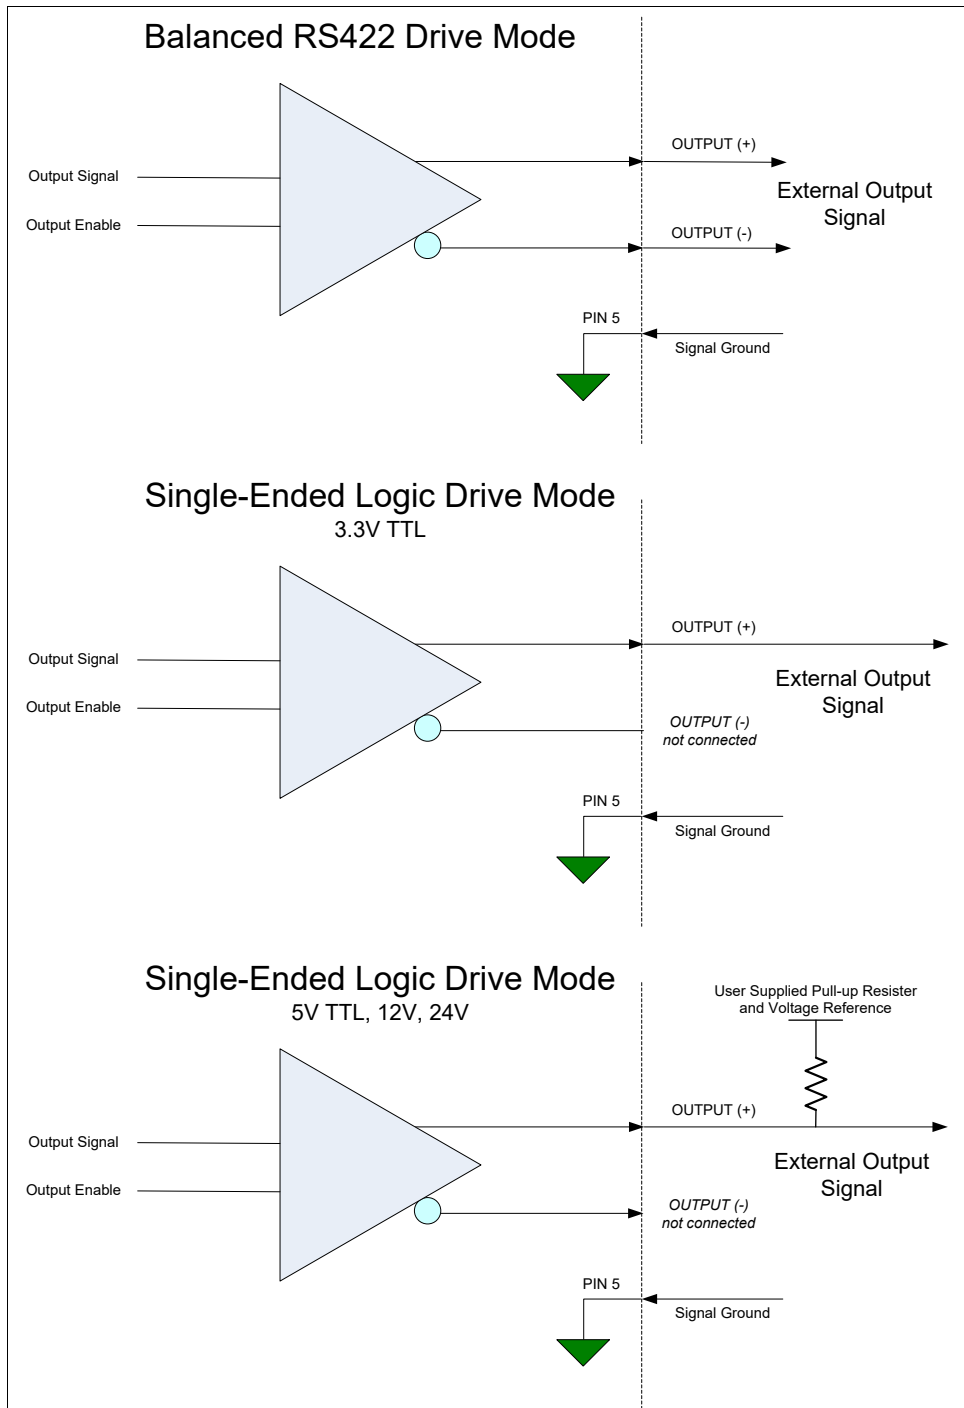 Balanced RS422 Drive Mode
OUTPUT (+)
Output Signal
External Output
Signal
Output Enable
OUTPUT (-)
PIN 5
Signal Ground
Single-Ended Logic Drive Mode
3.3V TTL
OUTPUT (+)
Output Signal
External Output
Signal
Output Enable
OUTPUT (-)
not connected
PIN 5
Signal Ground
Single-Ended Logic Drive Mode
5V TTL, 12V, 24V
User Supplied Pull-up Resister
and Voltage Reference
OUTPUT (+)
Output Signal
External Output
Signal
Output Enable
OUTPUT (-)
not connected
PIN 5
Signal Ground